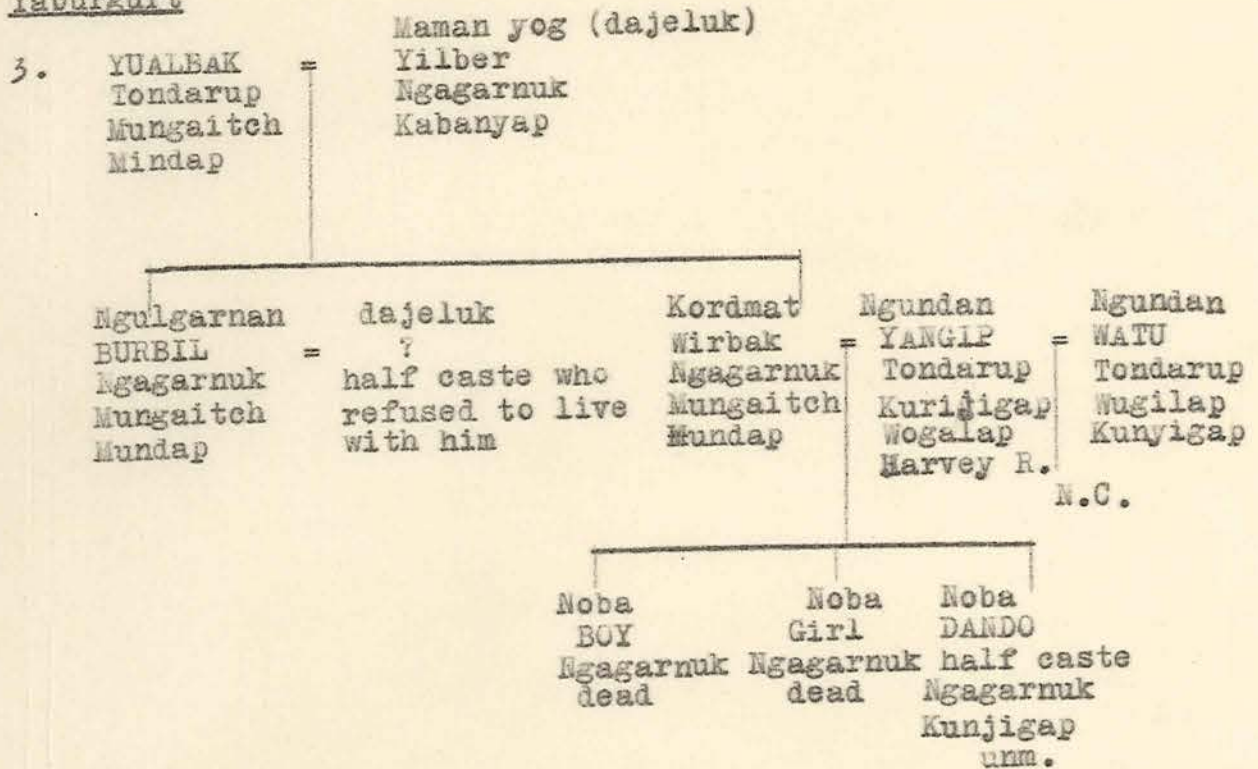 Yaburgurt
Maman yog (dajeluk)
3. YUALBAK = Yilber
Tondarup Ngagarnuk
Mungaitch Kabanyap
Mindap
Ngulgarnan dajeluk Kordmat Ngundan Ngundan
BURBIL = ? Wirbak = YANGIP = WATU
Ngagarnuk half caste who Ngagarnuk Tondarup Tondarup
Mungaitch refused to live Mungaitch Kurijigap Wugilap
Mundap with him Mundap Wogalap Kunyigap
Harvey R.
N.C.
Noba Noba Noba
BOY Girl DANDO
Ngagarnuk Ngagarnuk half caste
dead dead Ngagarnuk
Kunjigap
unm.